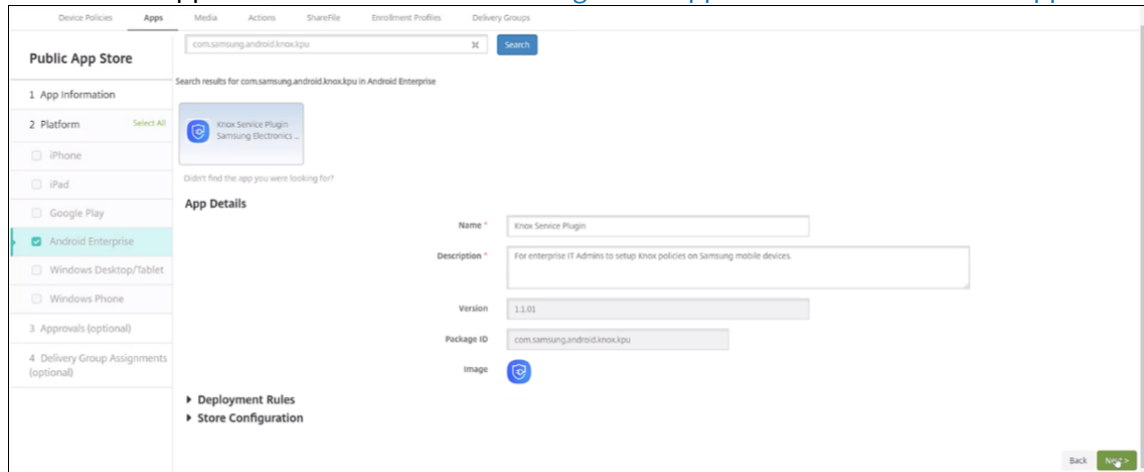 Device Policies Apps Media Actions ShareFile Enrollment Profiles Delivery Groups
Public App Store
1 App Information
2 Platform Select All
iPhone
iPad
Google Play
Android Enterprise
Windows Desktop/Tablet
Windows Phone
3 Approvals (optional)
4 Delivery Group Assignments
(optional)
com.samsung.android.knox.kpu Search
Search results for com.samsung.android.knox.kpu in Android Enterprise
Knox Service Plugin
Samsung Electronics ...
Didn't find the app you were looking for?
App Details
Name * Knox Service Plugin
Description * For enterprise IT Admins to setup Knox policies on Samsung mobile devices.
Version 1.1.01
Package ID com.samsung.android.knox.kpu
Image
Deployment Rules
Store Configuration
Back Next >